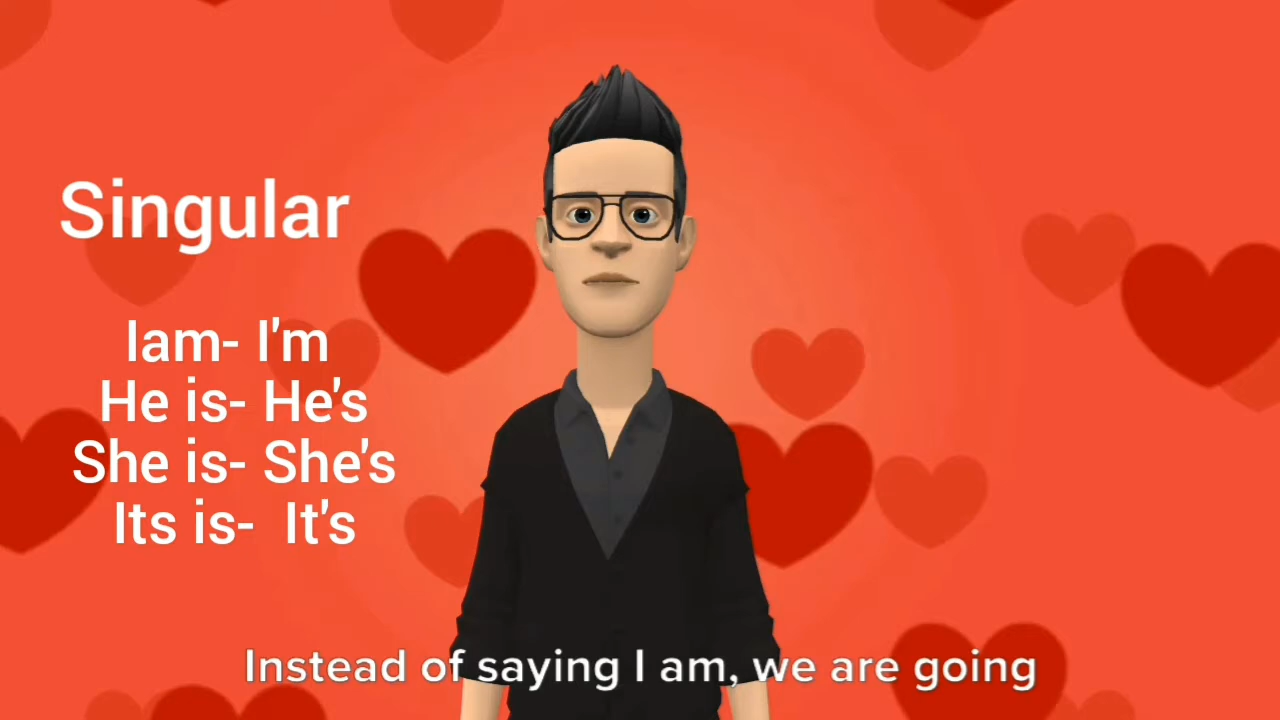 Singular
Iam- I'm
He is- He's
She is- She's
Its is- It's
Instead of saying I am, we are going